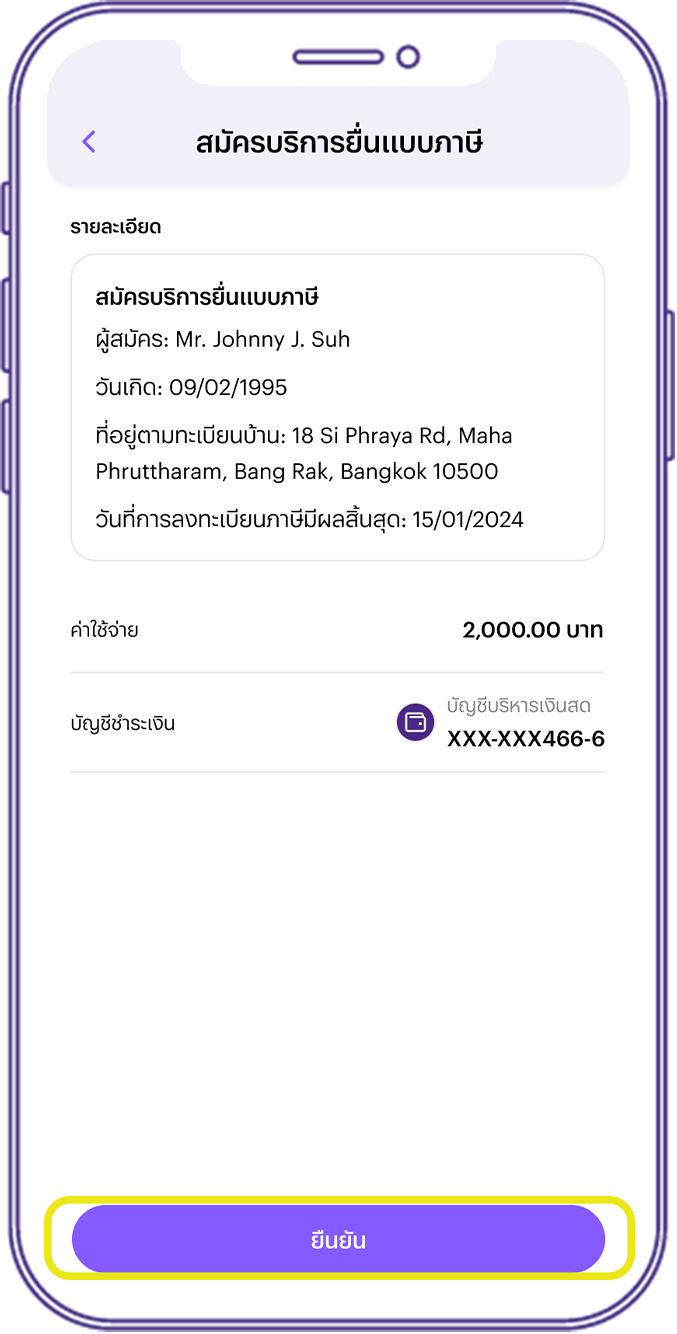 สมัครบริการยื่นแบบภาษี
รายละเอียด
สมัครบริการยื่นแบบภาษี
ผู้สมัคร: Mr. Johnny J. Suh
วันเกิด: 09/02/1995
ที่อยู่ตามทะเบียนบ้าน: 18 Si Phraya Rd, Maha
Phruttharam, Bang Rak, Bangkok 10500
วันที่การลงทะเบียนภาษีมีผลสิ้นสุด: 15/01/2024
ค่าใช้จ่าย 2,000.00 บาท
บัญชีชำระเงิน
บัญชีบริหารเงินสด
XXX-XXX466-6
ยืนยัน